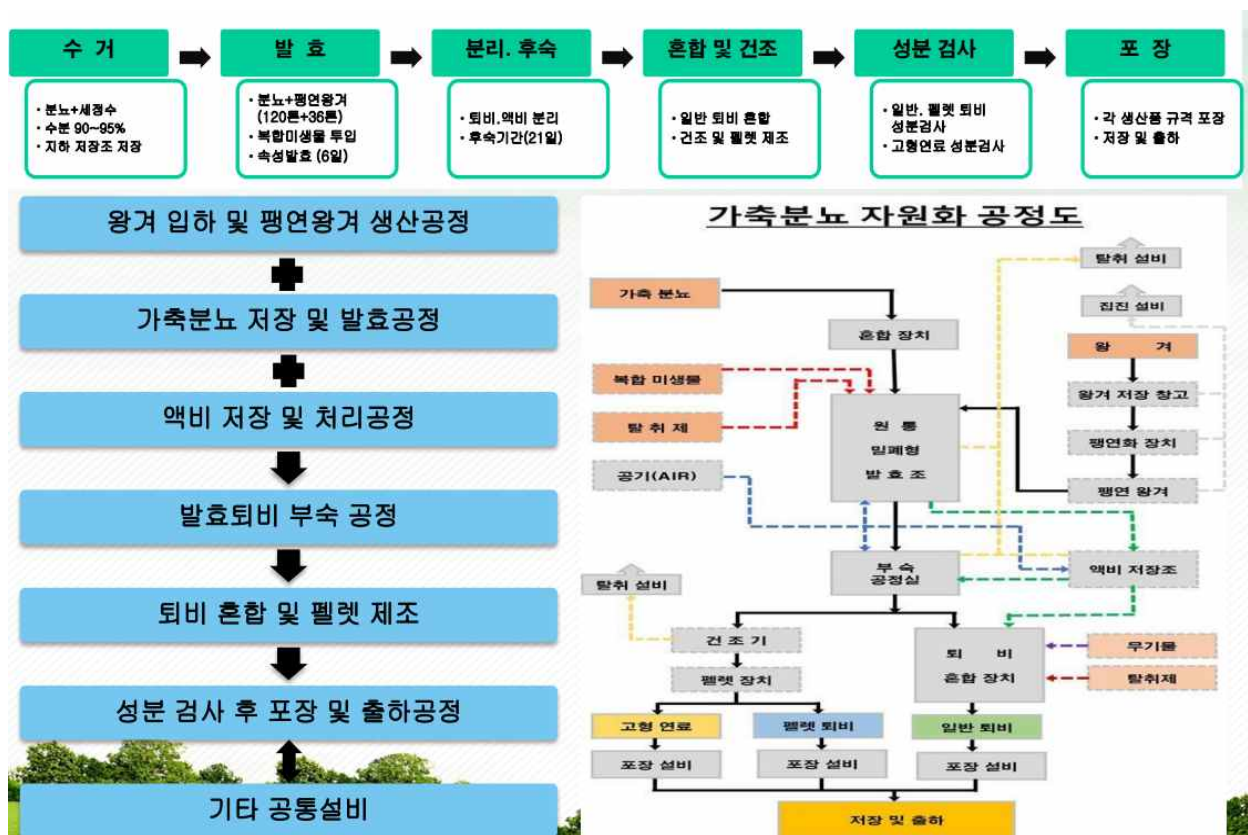 수 거
발 효
분리. 후숙
혼합 및 건조
성분 검사
포 장
• 분뇨+세정수
• 수분 90~95%
• 지하 저장조 저장
• 분뇨+팽연왕겨
(120톤+36톤)
• 복합미생물 투입
• 속성발효 (6일)
• 퇴비.액비 분리
• 후숙기간(21일)
• 일반 퇴비 혼합
• 건조 및 펠렛 제조
• 일반. 펠렛 퇴비
성분검사
• 고형연료 성분검사
• 각 생산품 규격 포장
• 저장 및 출하
왕겨 입하 및 팽연왕겨 생산공정
가축분뇨 저장 및 발효공정
액비 저장 및 처리공정
발효퇴비 부숙 공정
퇴비 혼합 및 펠렛 제조
성분 검사 후 포장 및 출하공정
기타 공통설비
가축분뇨 자원화 공정도
탈취 설비
가축 분뇨
집진 설비
혼합 장치
왕 겨
복합 미생물
왕겨 저장 창고
탈 취 제
원 통
밀폐형
발 효 조
팽연화 장치
공기(AIR)
팽연 왕겨
부 숙
공정실
액비 저장조
탈취 설비
건 조 기
퇴 비
혼합 장치
무기물
펠렛 장치
탈취제
고형 연료
펠렛 퇴비
일반 퇴비
포장 설비
포장 설비
포장 설비
저장 및 출하